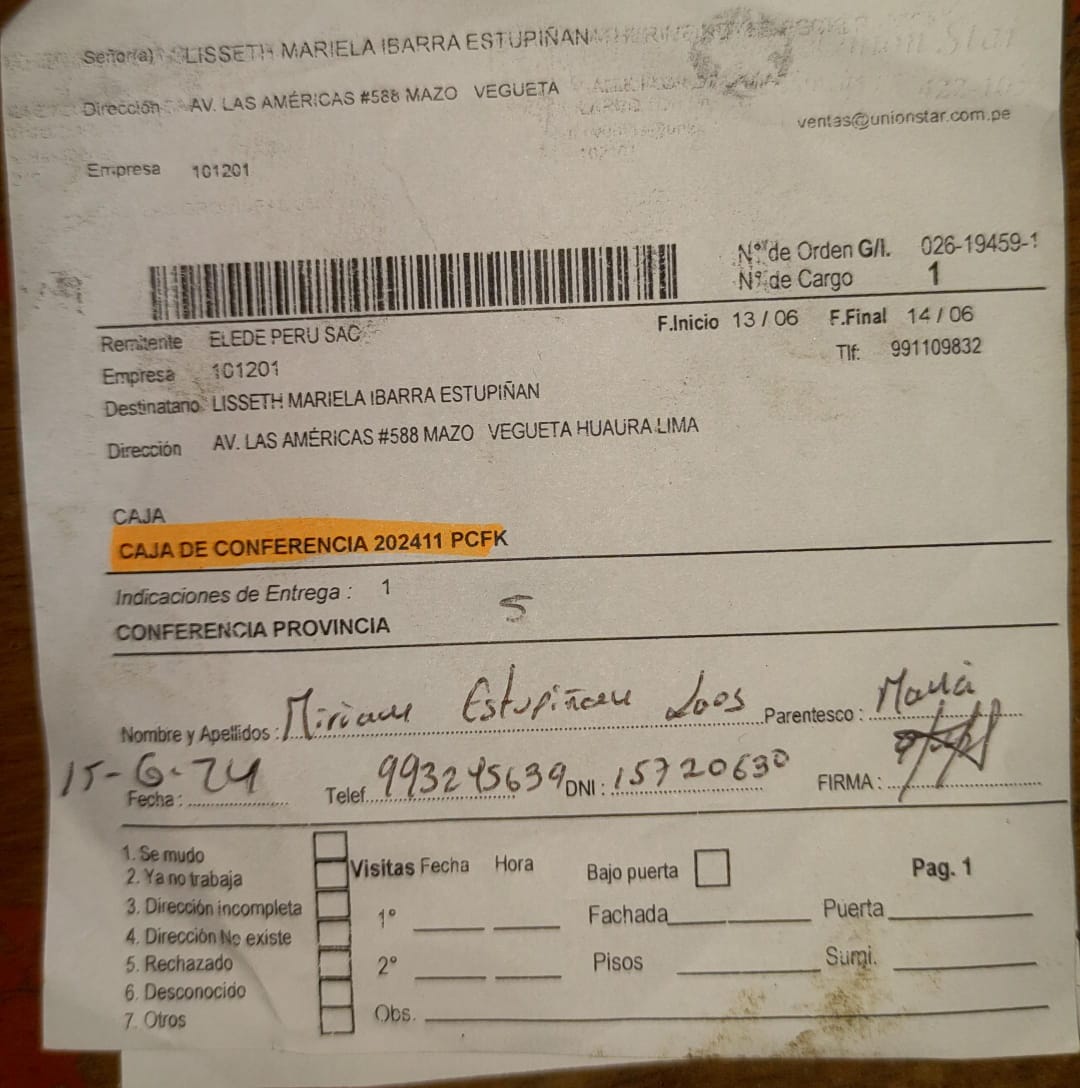 Señor(a) LISSETH MARIELA IBARRA ESTUPIÑAN
Dirección AV. LAS AMÉRICAS #588 MAZO VEGUETA
ventas@unionstar.com.pe
Empresa 101201
N° de Orden G/I. 026-19459-1
N° de Cargo 1
F.Inicio 13 / 06 F.Final 14 / 06
Remitente ELEDE PERU SAC
Tlf: 991109832
Empresa 101201
Destinatario LISSETH MARIELA IBARRA ESTUPIÑAN
Dirección AV. LAS AMÉRICAS #588 MAZO VEGUETA HUAURA LIMA
CAJA
CAJA DE CONFERENCIA 202411 PCFK
Indicaciones de Entrega : 1
5
CONFERENCIA PROVINCIA
Nombre y Apellidos : Miriam Estupiñan Loos Parentesco :
Fecha : 15-6-24 Telef. 993245639 DNI : 15720630 FIRMA :
1. Se mudo
2. Ya no trabaja
3. Dirección incompleta
4. Dirección No existe
5. Rechazado
6. Desconocido
7. Otros
Visitas Fecha Hora
1°
2°
Obs.
Bajo puerta
Pag. 1
Fachada Puerta
Pisos Sumi.